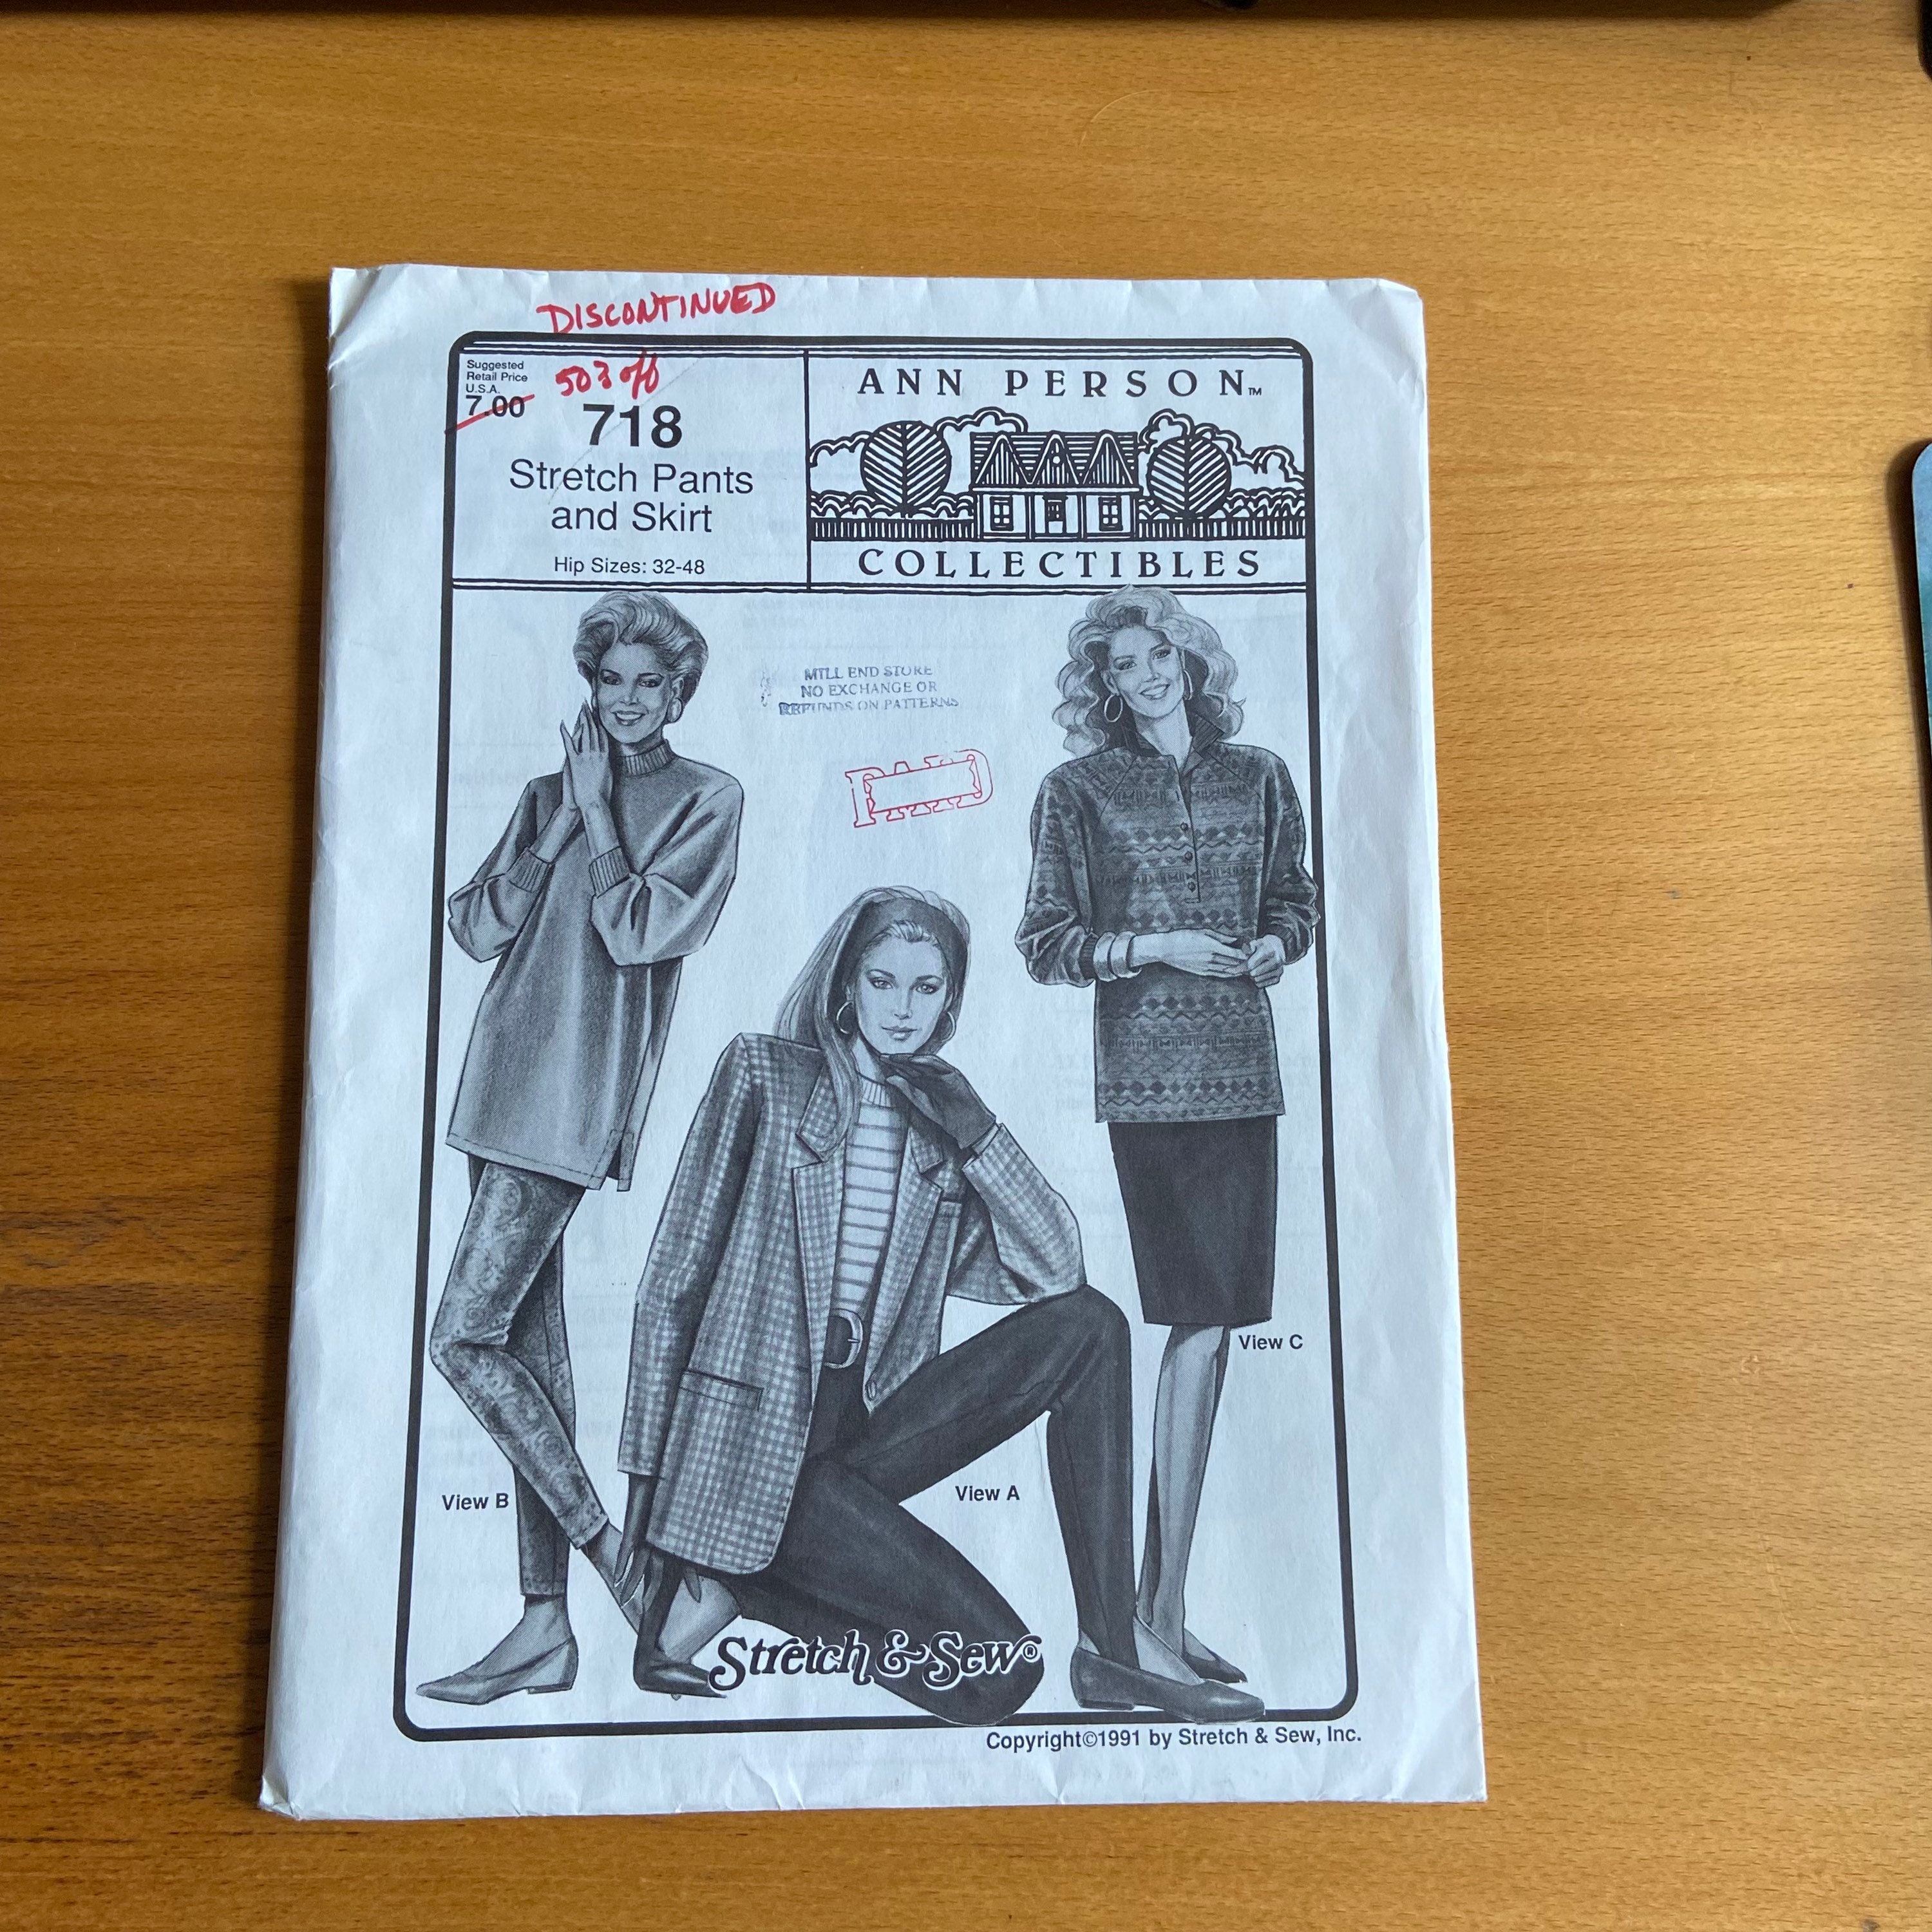 DISCONTINUED
Suggested
Retail Price
U.S.A.
7.00
50% off
718
Stretch Pants
and Skirt
Hip Sizes: 32-48
ANN PERSON™
COLLECTIBLES
MILL END STORE
NO EXCHANGE OR
REFUNDS ON PATTERNS
PAID
View C
View B
View A
Stretch & Sew®
Copyright©1991 by Stretch & Sew, Inc.